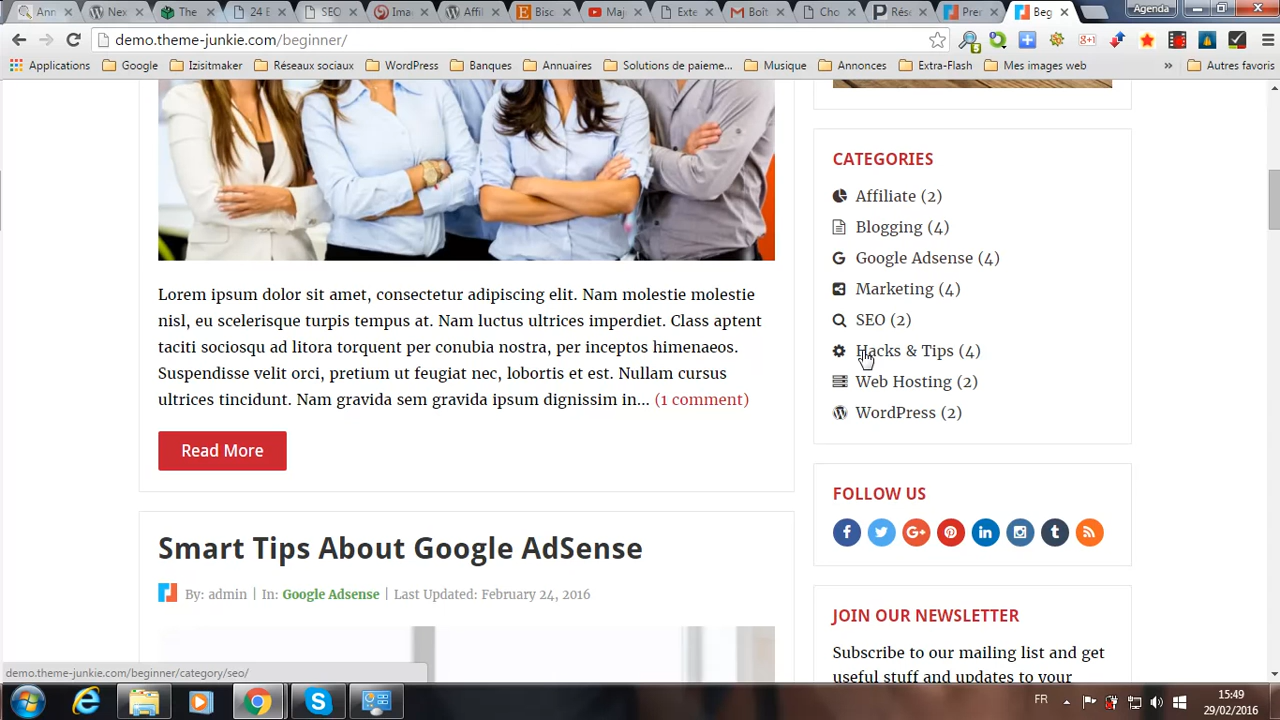 Ann
Nex
The
24 E
SEO
Ima
Affil
Bisc
Maj
Exte
Boît
Cho
Rés
Pre
Beg
Agenda
demo.theme-junkie.com/beginner/
Applications
Google
Izisitmaker
Réseaux sociaux
WordPress
Banques
Annuaires
Solutions de paieme...
Musique
Annonces
Extra-Flash
Mes images web
»
Autres favoris
Lorem ipsum dolor sit amet, consectetur adipiscing elit. Nam molestie molestie
nisl, eu scelerisque turpis tempus at. Nam luctus ultrices imperdiet. Class aptent
taciti sociosqu ad litora torquent per conubia nostra, per inceptos himenaeos.
Suspendisse velit orci, pretium ut feugiat nec, lobortis et est. Nullam cursus
ultrices tincidunt. Nam gravida sem gravida ipsum dignissim in... (1 comment)
Read More
Smart Tips About Google AdSense
By: admin | In: Google Adsense | Last Updated: February 24, 2016
CATEGORIES
Affiliate (2)
Blogging (4)
Google Adsense (4)
Marketing (4)
SEO (2)
Hacks & Tips (4)
Web Hosting (2)
WordPress (2)
FOLLOW US
JOIN OUR NEWSLETTER
Subscribe to our mailing list and get
useful stuff and updates to your
demo.theme-junkie.com/beginner/category/seo/
FR
15:49
29/02/2016